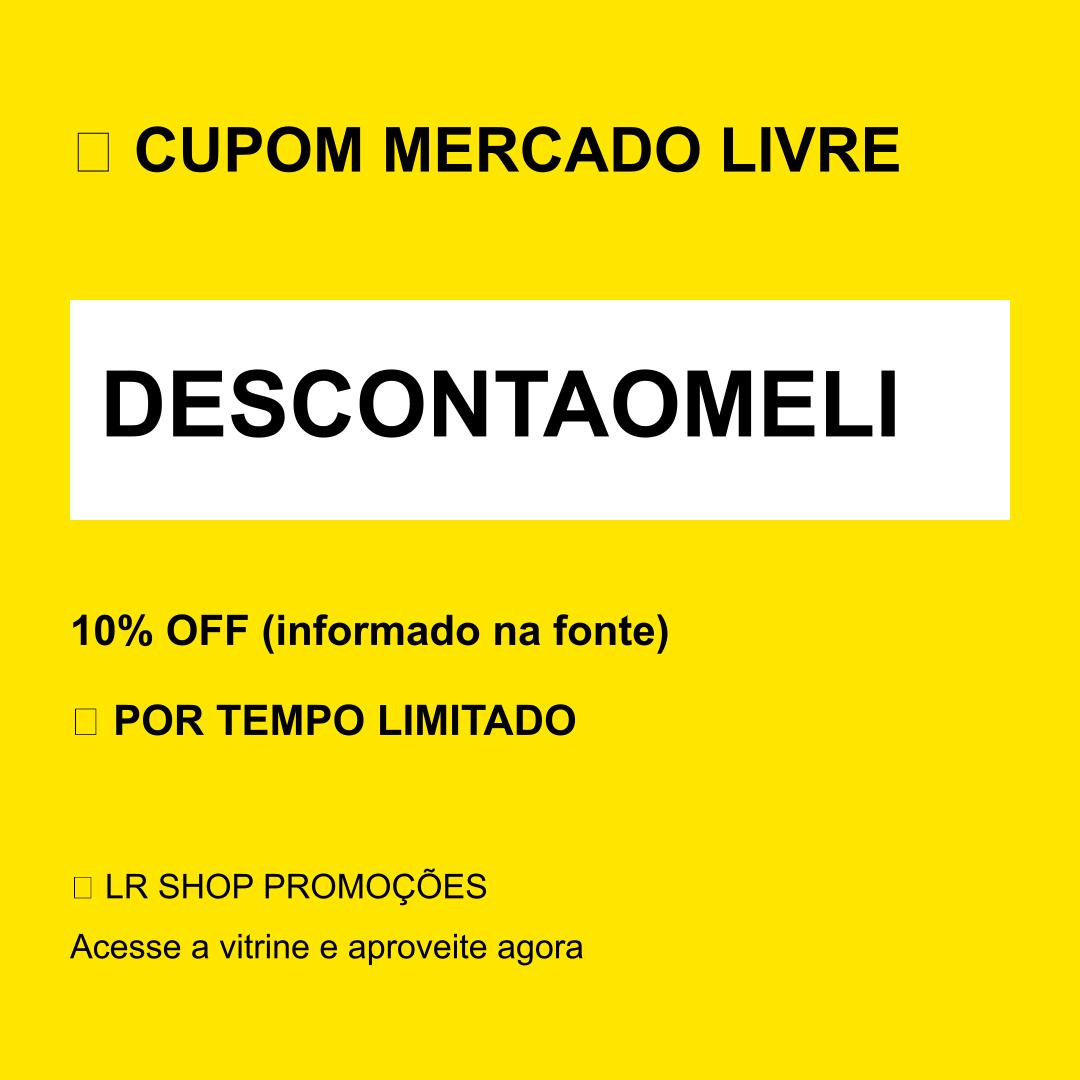 □ CUPOM MERCADO LIVRE
DESCONTAOMELI
10% OFF (informado na fonte)
□ POR TEMPO LIMITADO
□ LR SHOP PROMOÇÕES
Acesse a vitrine e aproveite agora